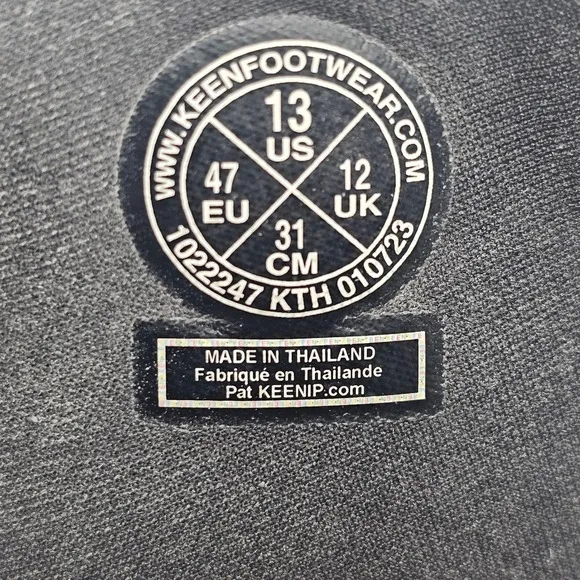 WWW.KEENFOOTWEAR.COM
13
US
47
EU
12
UK
31
CM
1022247 KTH 010723
MADE IN THAILAND
Fabriqué en Thailande
Pat KEENIP.com